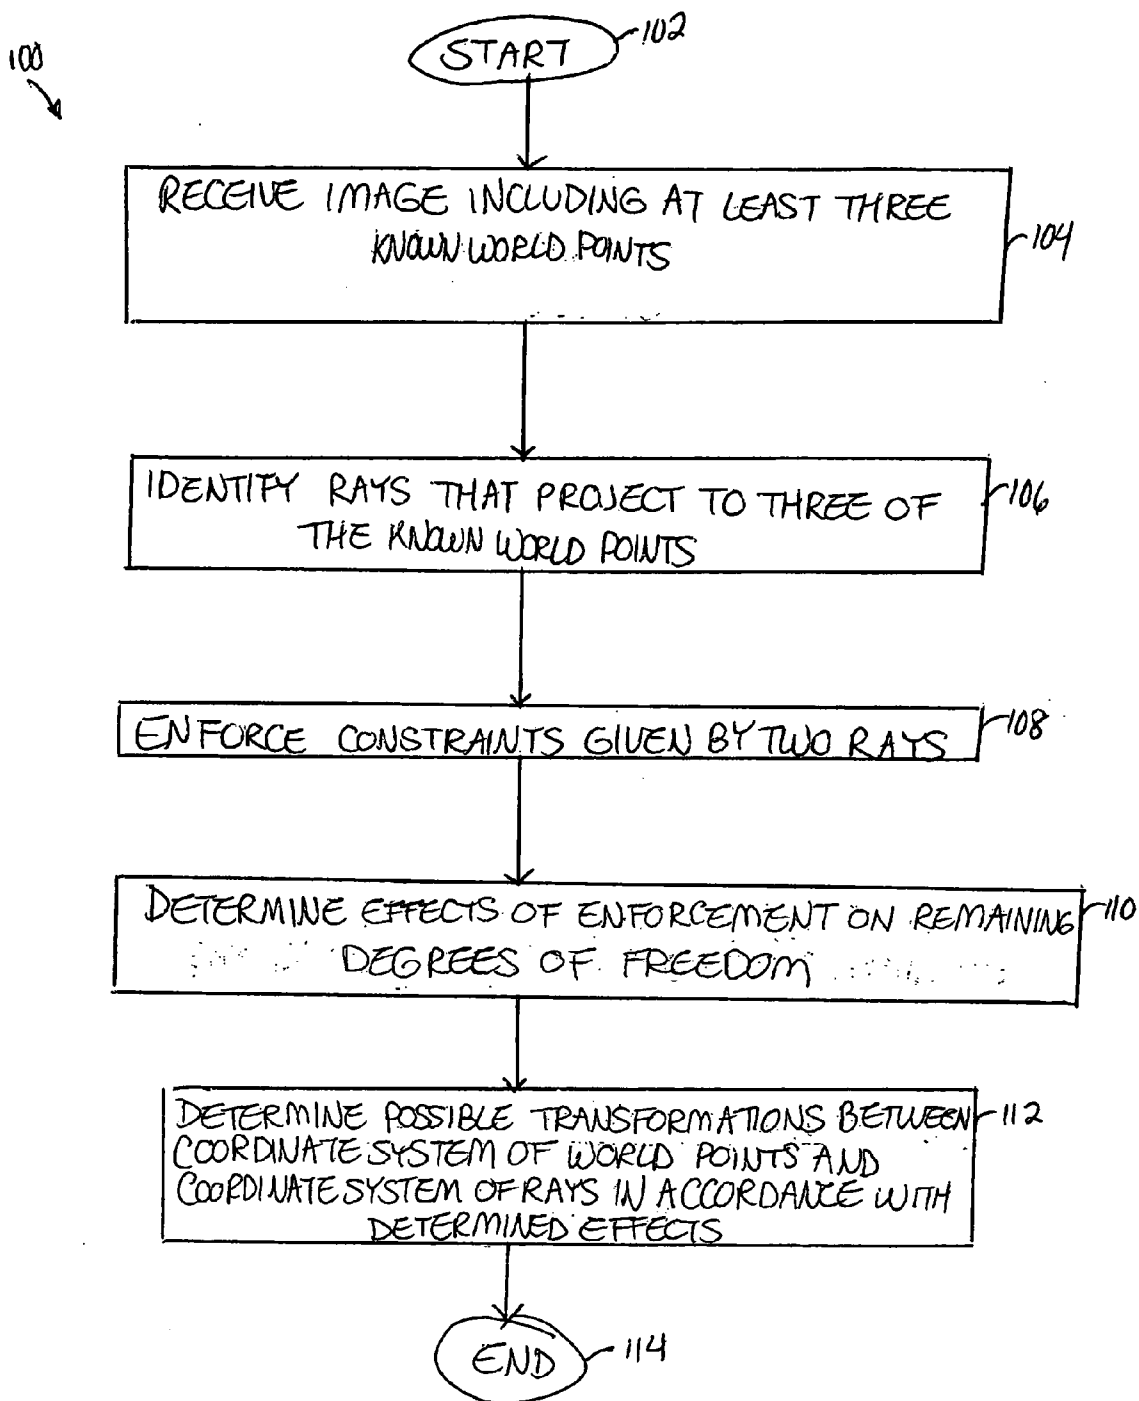 100
START
102
RECEIVE IMAGE INCLUDING AT LEAST THREE
KNOWN WORLD POINTS
104
IDENTIFY RAYS THAT PROJECT TO THREE OF
THE KNOWN WORLD POINTS
106
ENFORCE CONSTRAINTS GIVEN BY TWO RAYS
108
DETERMINE EFFECTS OF ENFORCEMENT ON REMAINING
DEGREES OF FREEDOM
110
DETERMINE POSSIBLE TRANSFORMATIONS BETWEEN
COORDINATE SYSTEM OF WORLD POINTS AND
COORDINATE SYSTEM OF RAYS IN ACCORDANCE WITH
DETERMINED EFFECTS
112
END
114